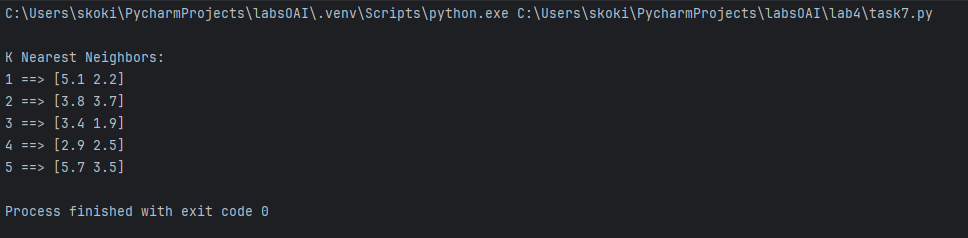 C:\Users\skoki\PycharmProjects\labsOAI\.venv\Scripts\python.exe C:\Users\skoki\PycharmProjects\labsOAI\lab4\task7.py
K Nearest Neighbors:
1 ==> [5.1 2.2]
2 ==> [3.8 3.7]
3 ==> [3.4 1.9]
4 ==> [2.9 2.5]
5 ==> [5.7 3.5]
Process finished with exit code 0